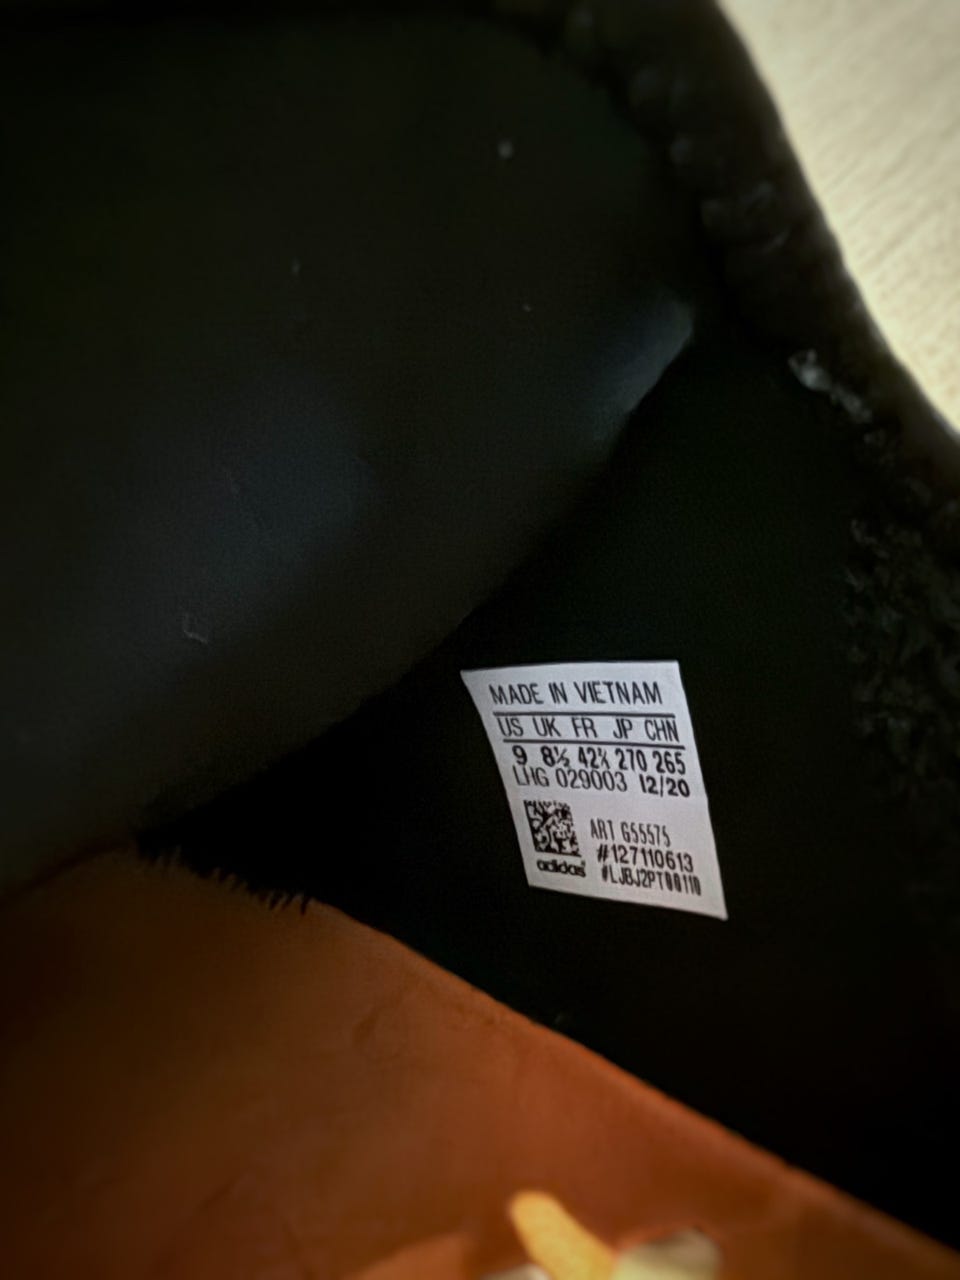 MADE IN VIETNAM
US UK FR JP CHN
9 8½ 42⅔ 270 265
LHG 029003 12/20
ART G55575
#127110613
#LJBJ2PT00110
adidas